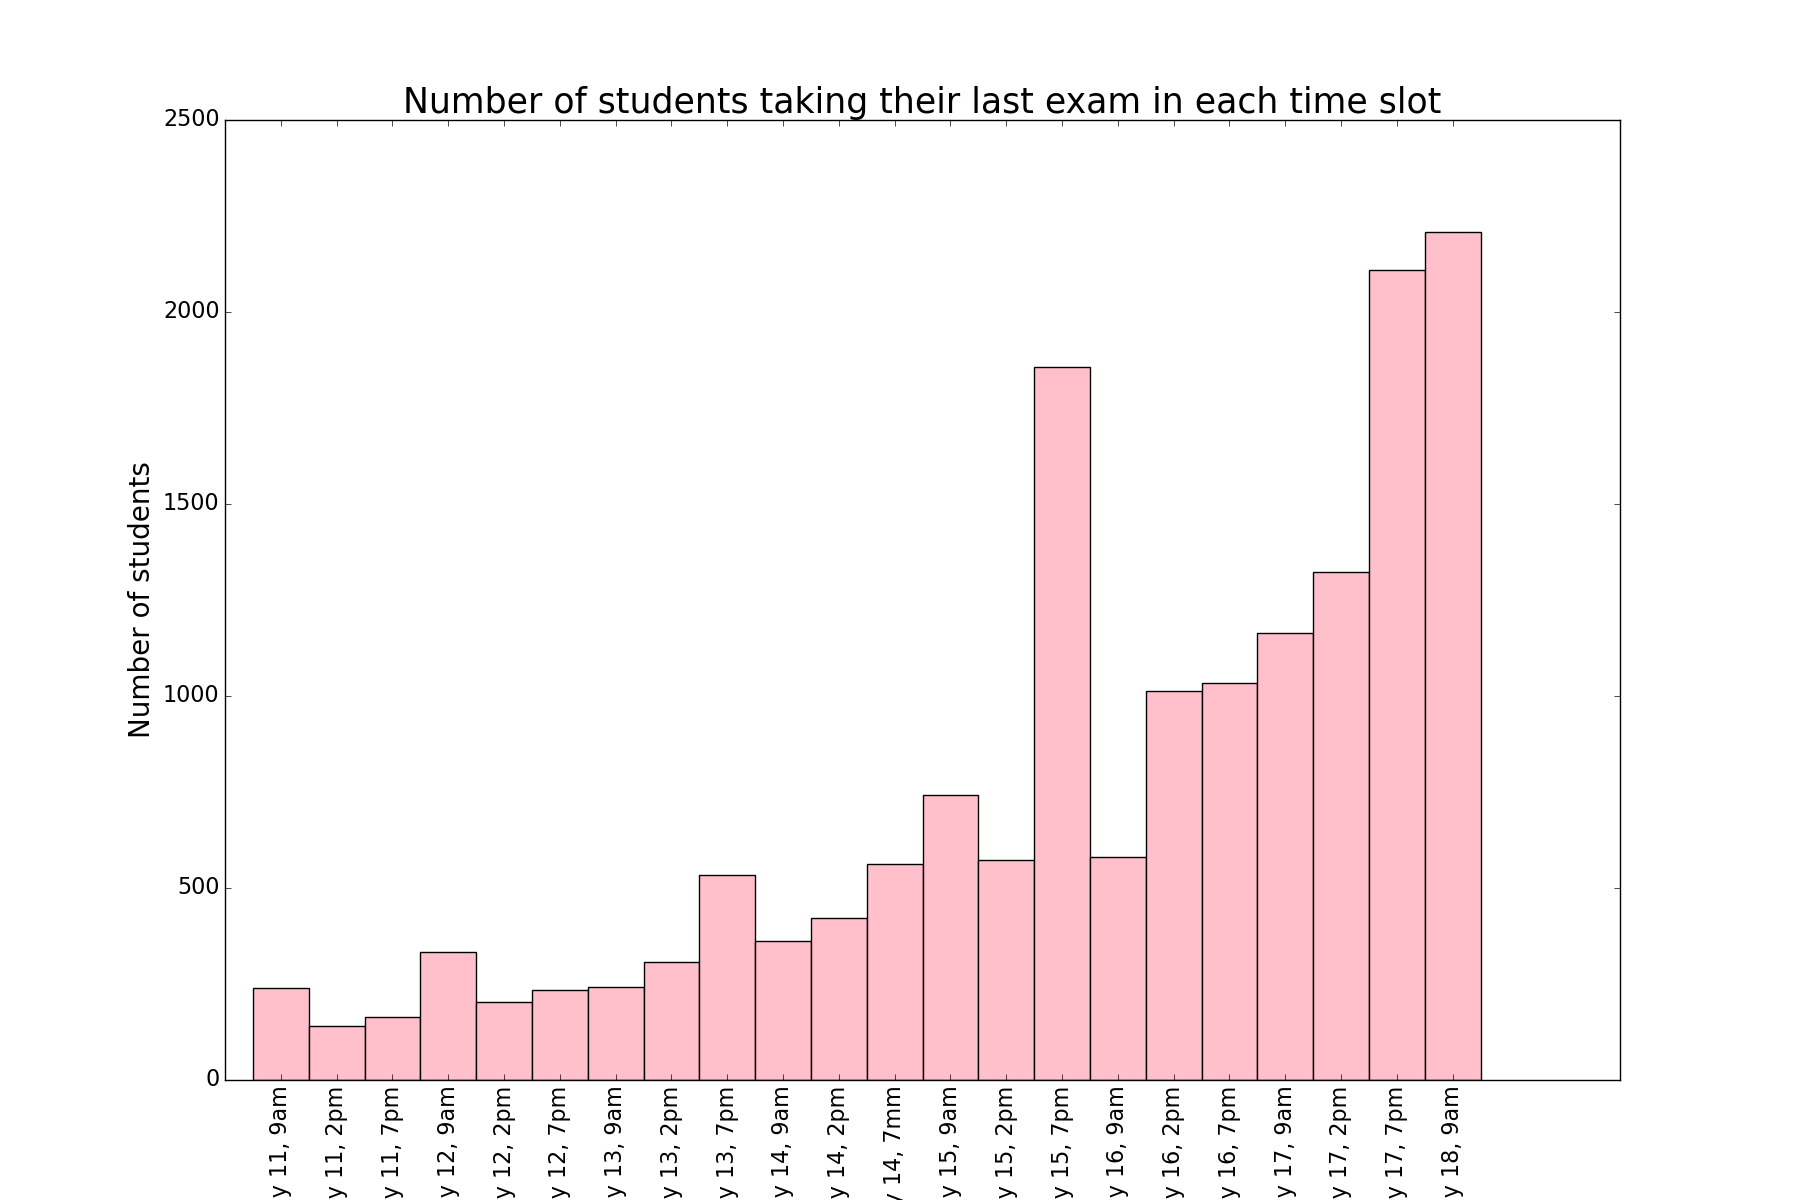 Number of students taking their last exam in each time slot
2500
2000
1500
1000
500
0
Number of students
y 11, 9am
y 11, 2pm
y 11, 7pm
y 12, 9am
y 12, 2pm
y 12, 7pm
y 13, 9am
y 13, 2pm
y 13, 7pm
y 14, 9am
y 14, 2pm
y 14, 7mm
y 15, 9am
y 15, 2pm
y 15, 7pm
y 16, 9am
y 16, 2pm
y 16, 7pm
y 17, 9am
y 17, 2pm
y 17, 7pm
y 18, 9am